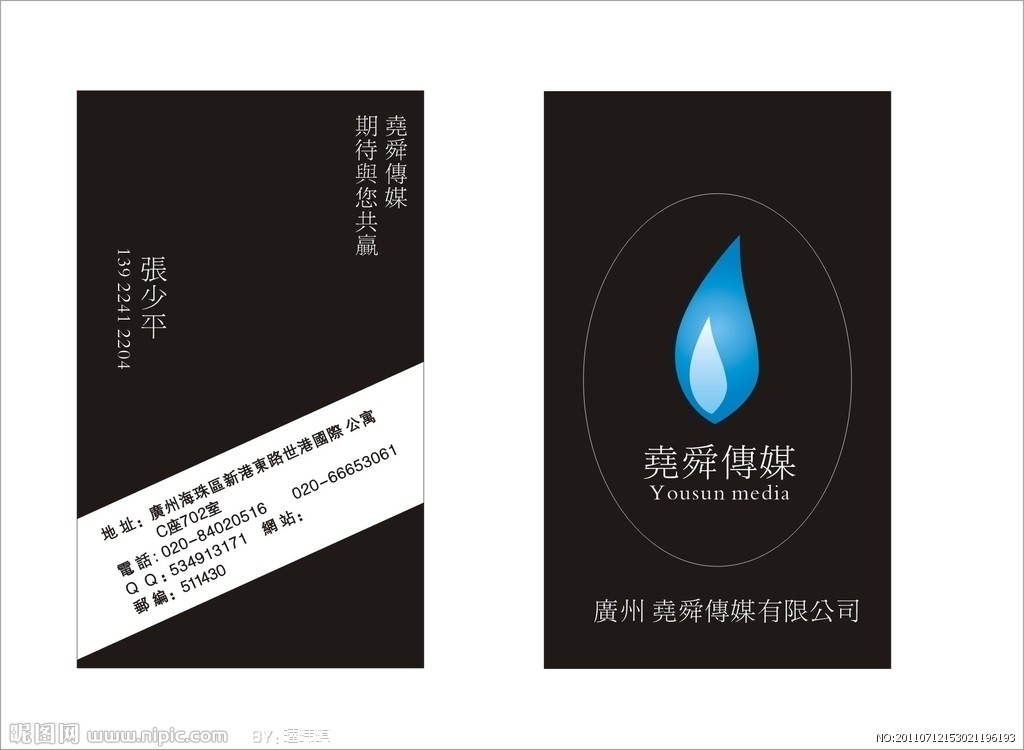 堯舜傳媒
期待與您共贏
張少平
139 2241 2204
地址：廣州海珠區新港東路世港國際公寓
C座702室
電話：020-84020516 020-66653061
QQ：534913171 網站：
郵編：511430
堯舜傳媒
Yousun media
廣州 堯舜傳媒有限公司
昵图网 www.nipic.com BY:
NO:20110712153021196193